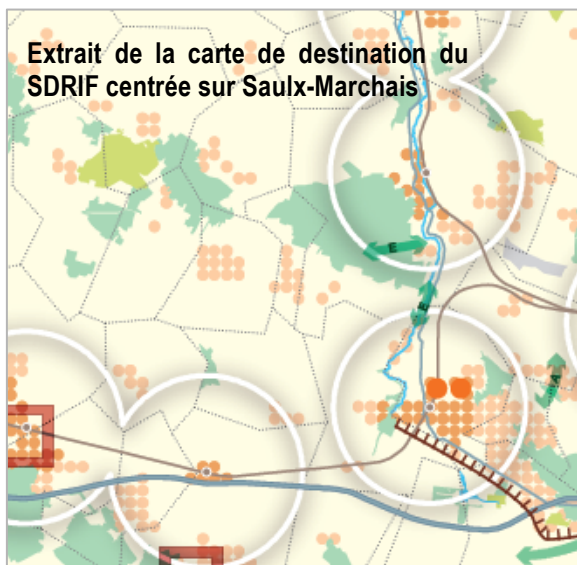 Extrait de la carte de destination du
SDRIF centrée sur Saulx-Marchais
E
E
A